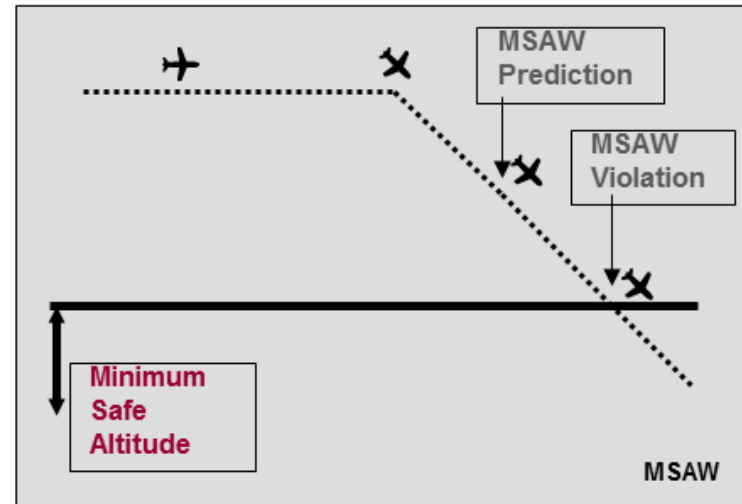 MSAW
Prediction
MSAW
Violation
Minimum
Safe
Altitude
MSAW